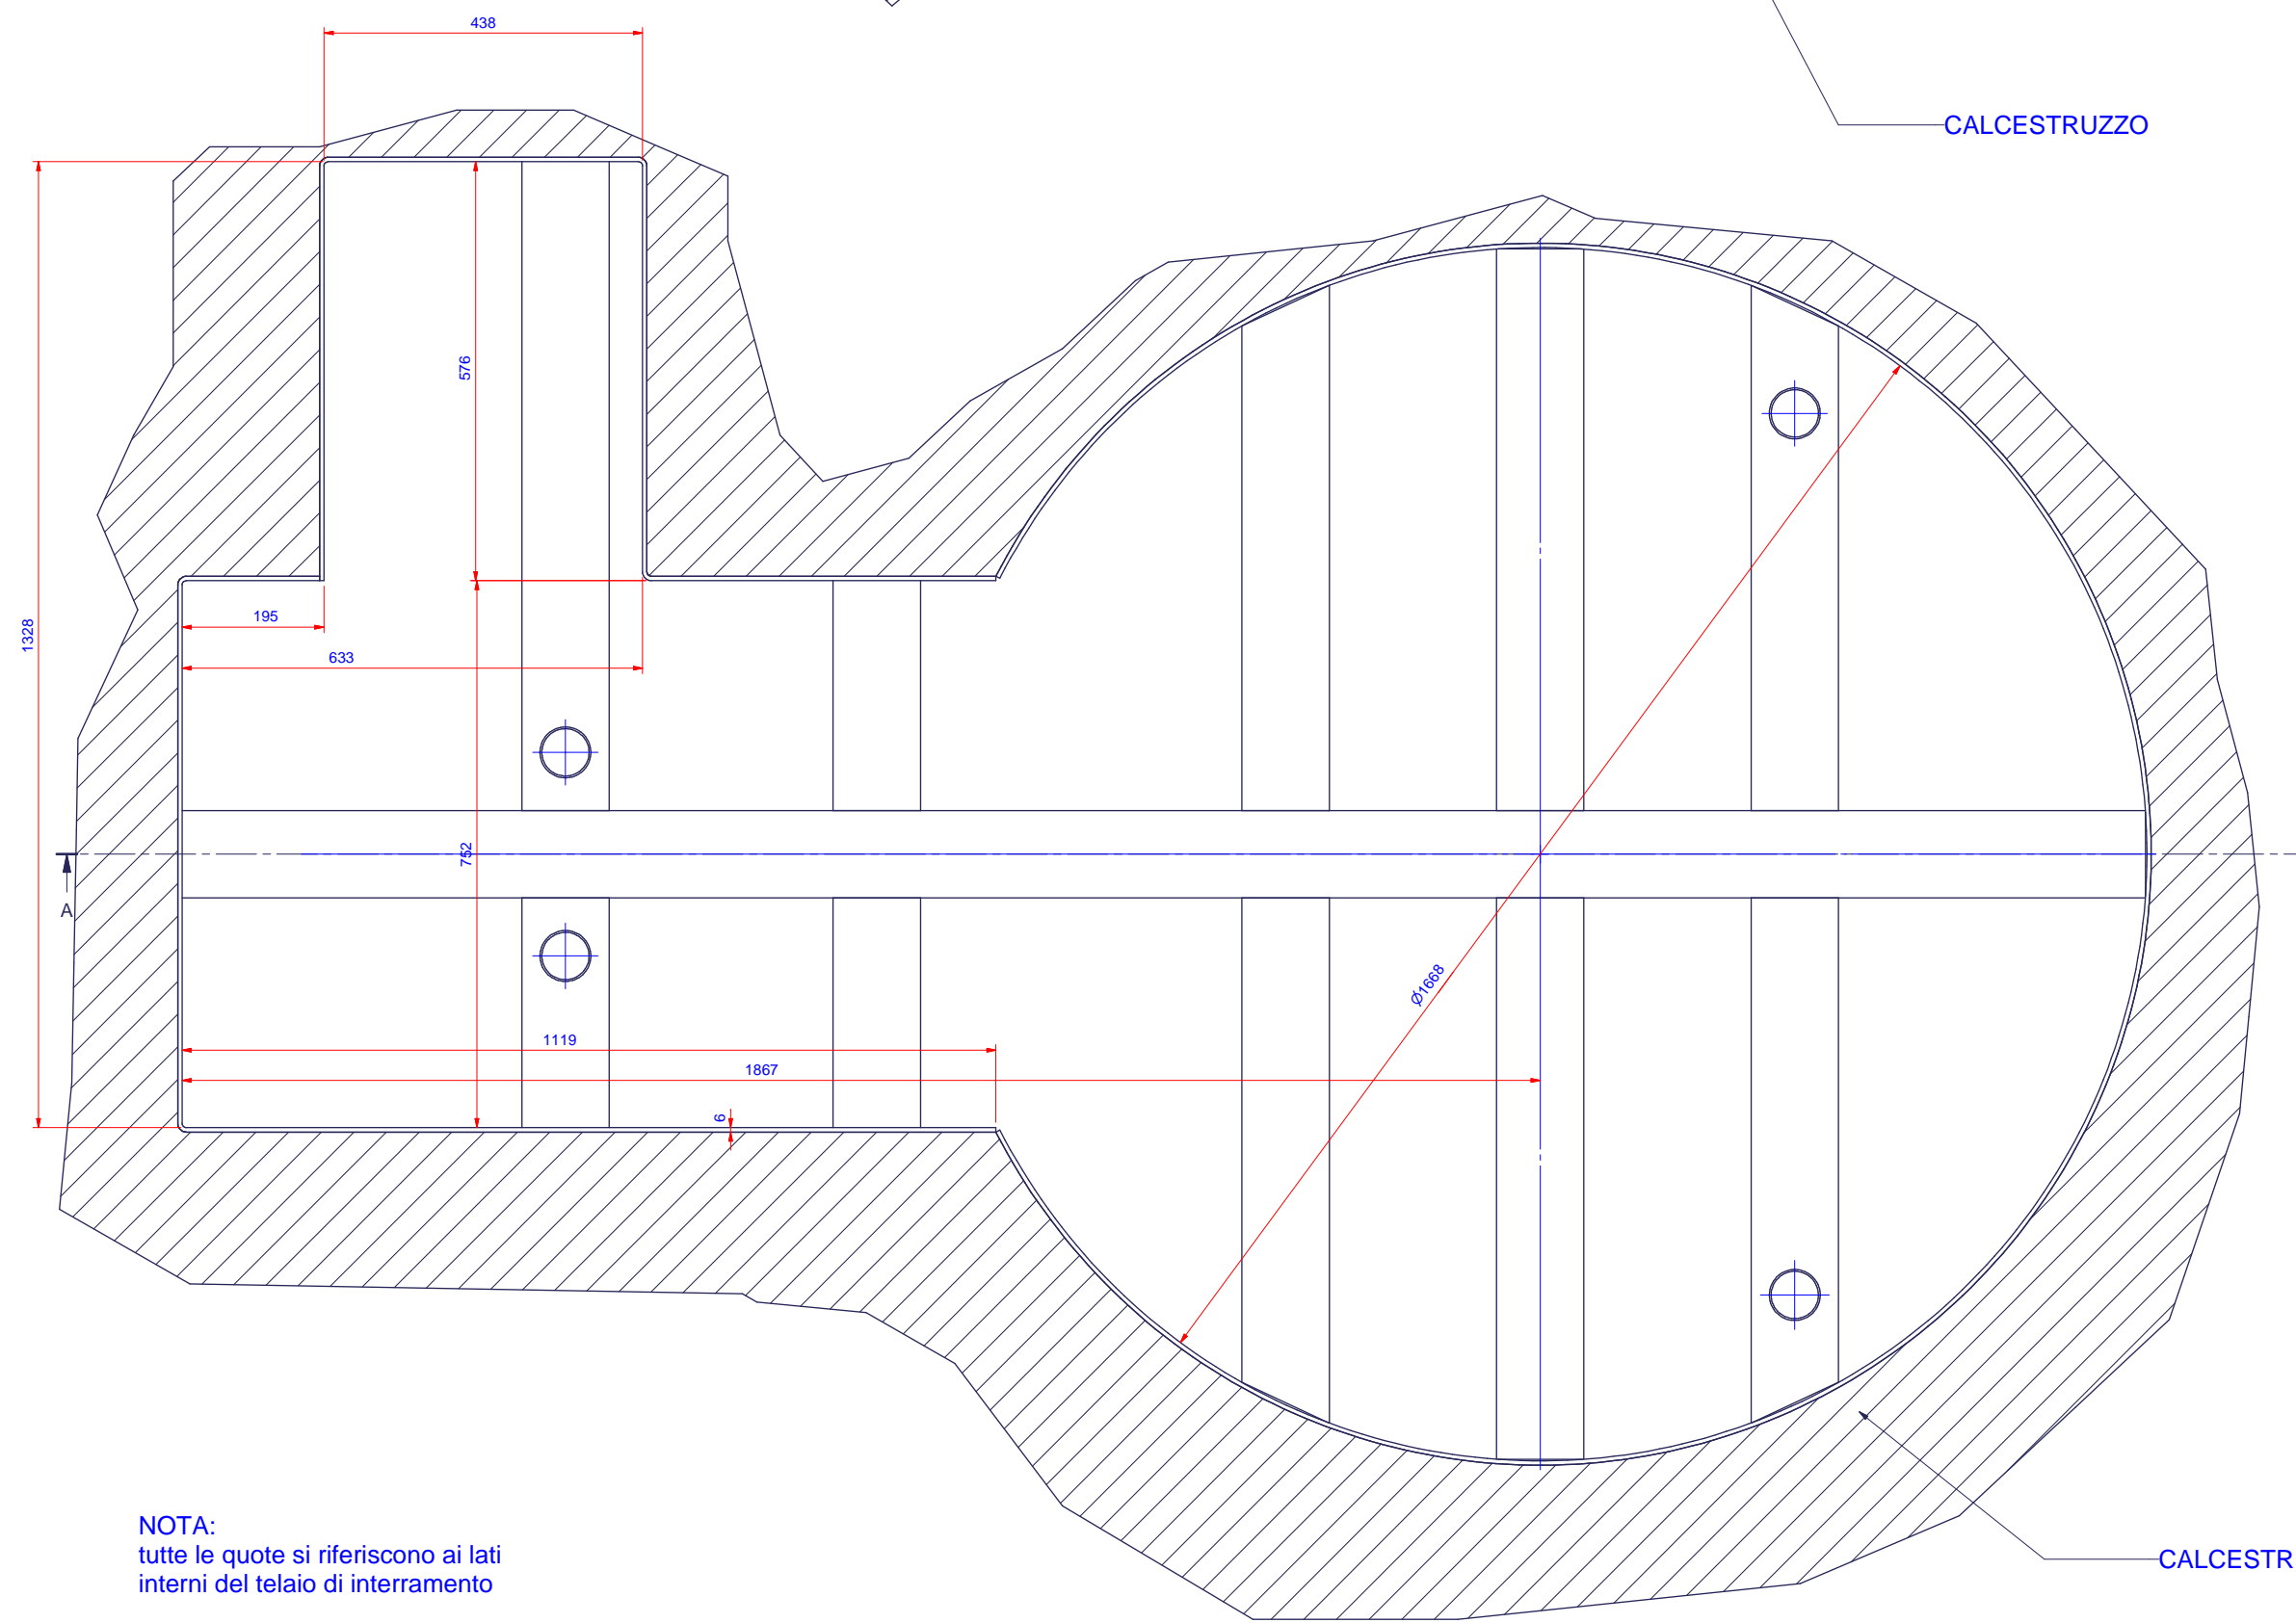 438
CALCESTRUZZO
576
1328
195
633
752
A
Ø1668
1119
1867
6
NOTA:
tutte le quote si riferiscono ai lati
interni del telaio di interramento
CALCESTR